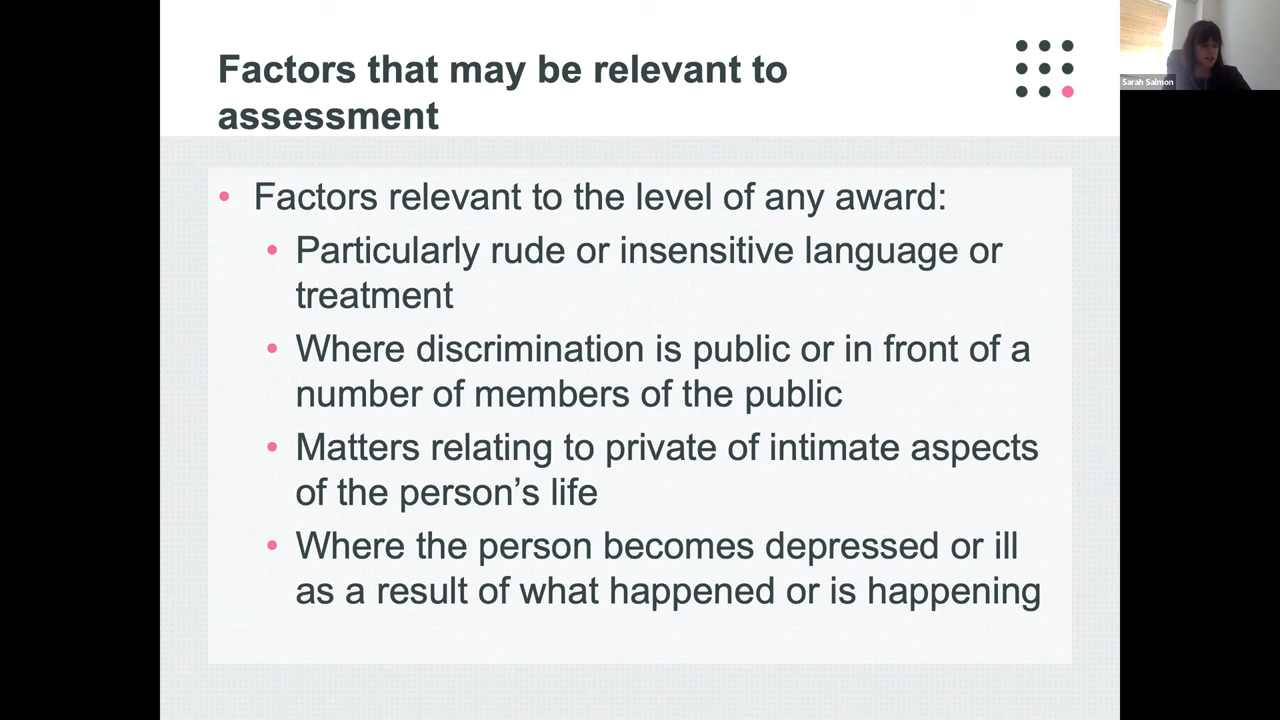 Factors that may be relevant to
assessment
Sarah Salmon
• Factors relevant to the level of any award:
• Particularly rude or insensitive language or
treatment
• Where discrimination is public or in front of a
number of members of the public
• Matters relating to private of intimate aspects
of the person’s life
• Where the person becomes depressed or ill
as a result of what happened or is happening